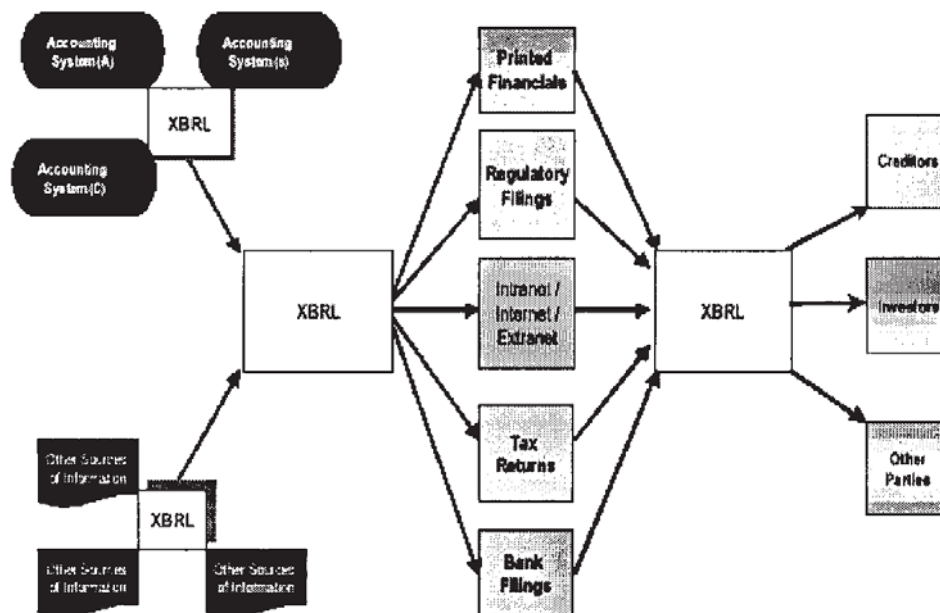 Accounting
System(A)
Accounting
System(s)
XBRL
Accounting
System(C)
XBRL
Other Sources
of Information
XBRL
Other Sources
of Information
Other Sources
of Information
Printed
Financials
Regulatory
Filings
Intranet /
Internet /
Extranet
Tax
Returns
Bank
Filings
XBRL
Creditors
Investors
Other
Parties